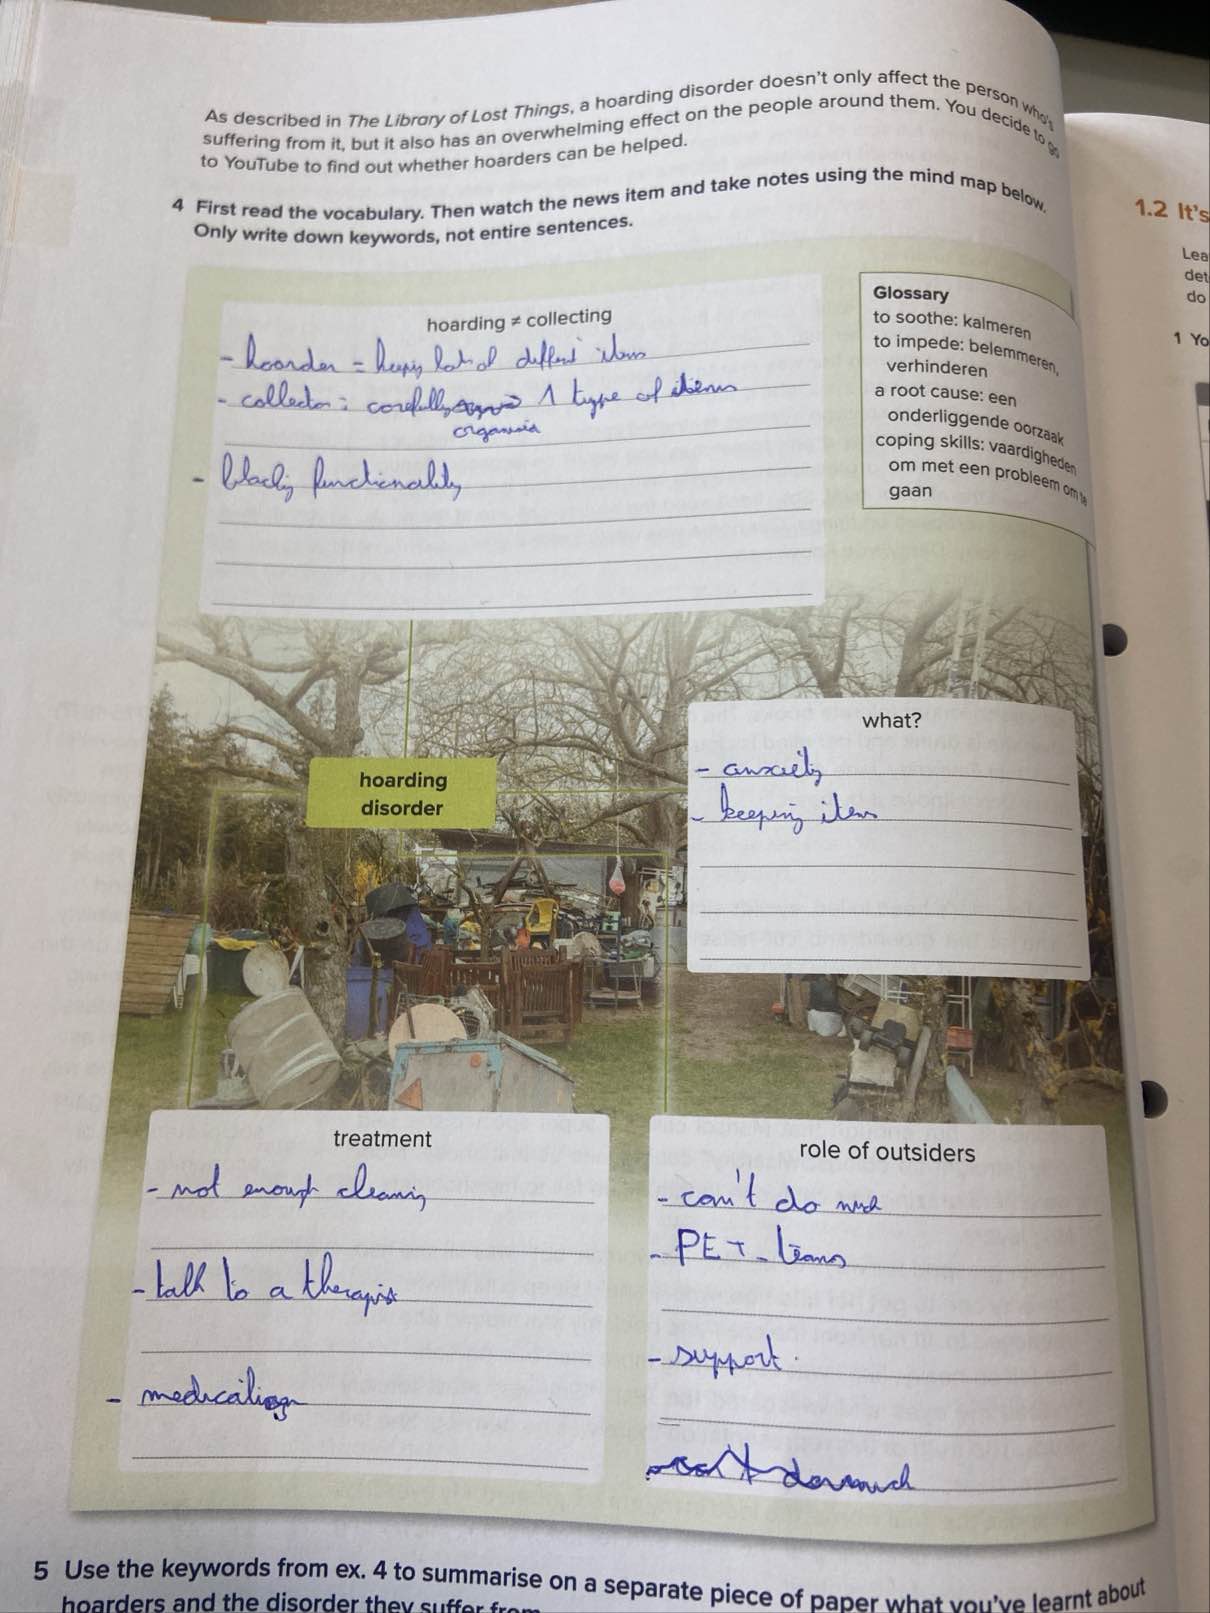 As described in The Library of Lost Things, a hoarding disorder doesn't only affect the person who's
suffering from it, but it also has an overwhelming effect on the people around them. You decide to go
to YouTube to find out whether hoarders can be helped.
4 First read the vocabulary. Then watch the news item and take notes using the mind map below.
Only write down keywords, not entire sentences.
hoarding ≠ collecting
- hoarder = keeping lot of different items
- collector: carefully 1 type of items
- blocking functionality
Glossary
to soothe: kalmeren
to impede: belemmeren,
verhinderen
a root cause: een
onderliggende oorzaak
coping skills: vaardigheden
om met een probleem om te
gaan
hoarding
disorder
what?
- anxiety
- keeping items
treatment
- not enough cleaning
- talk to a therapist
- medication
role of outsiders
- can't do much
- PET-teams
- support
5 Use the keywords from ex. 4 to summarise on a separate piece of paper what you've learnt about
hoarders and the disorder they suffer from
1.2 It's
Lea
det
do
1 Yo